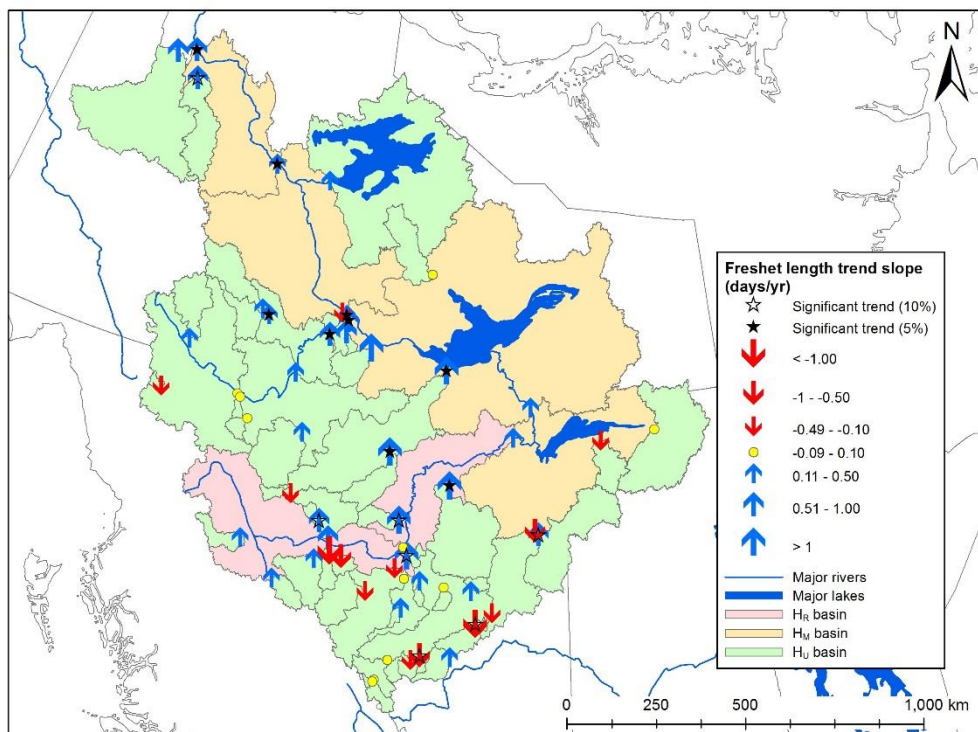 N
Freshet length trend slope
(days/yr)
Significant trend (10%)
Significant trend (5%)
< -1.00
-1 - -0.50
-0.49 - -0.10
-0.09 - 0.10
0.11 - 0.50
0.51 - 1.00
> 1
Major rivers
Major lakes
HR basin
HM basin
HU basin
0 250 500 1,000 km